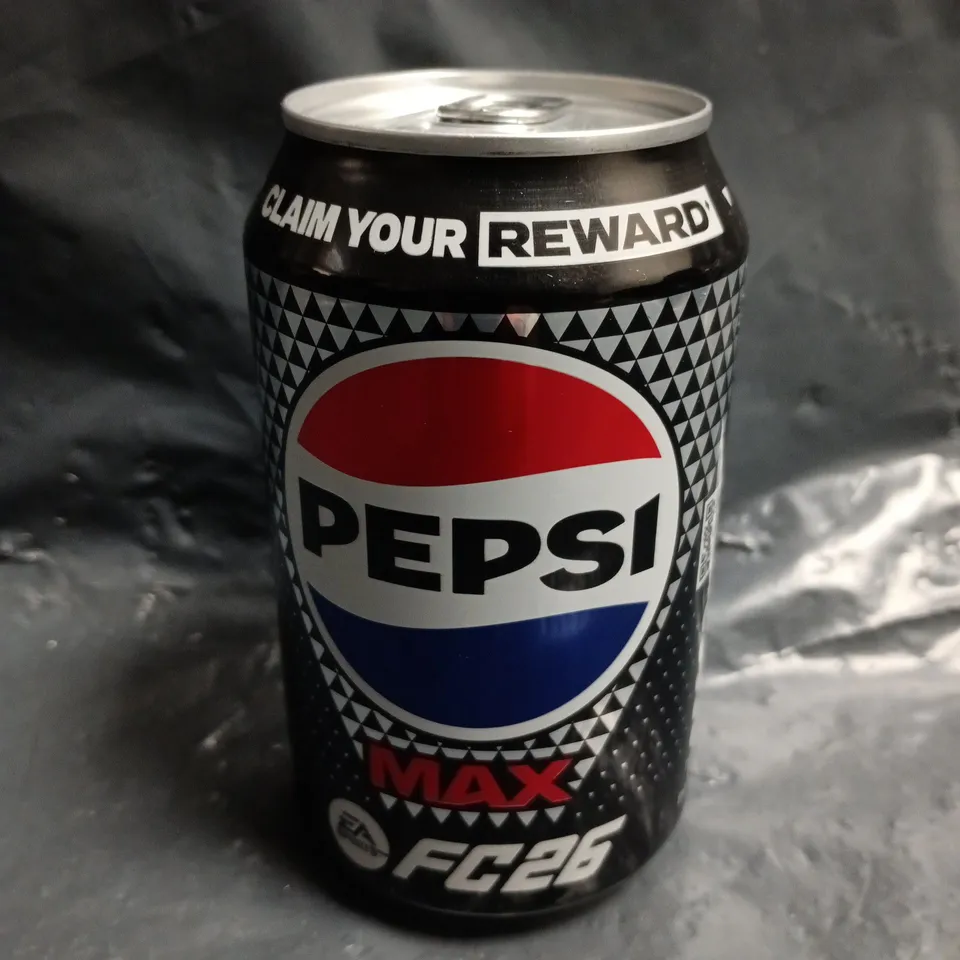 CLAIM YOUR REWARD*
PEPSI
MAX
EA SPORTS FC26